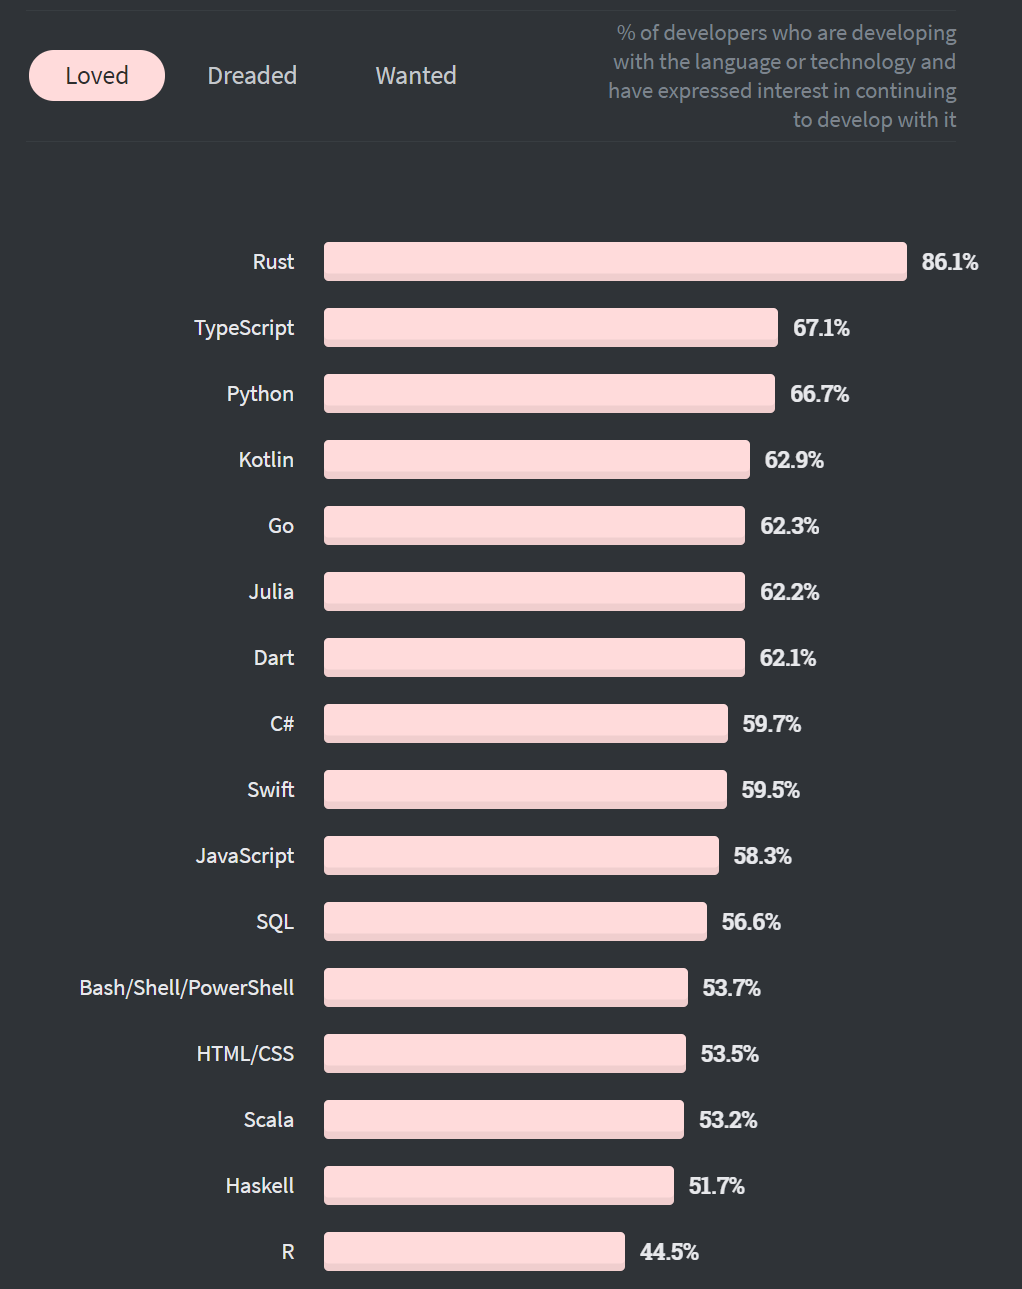 Loved
Dreaded
Wanted
% of developers who are developing
with the language or technology and
have expressed interest in continuing
to develop with it
Rust 86.1%
TypeScript 67.1%
Python 66.7%
Kotlin 62.9%
Go 62.3%
Julia 62.2%
Dart 62.1%
C# 59.7%
Swift 59.5%
JavaScript 58.3%
SQL 56.6%
Bash/Shell/PowerShell 53.7%
HTML/CSS 53.5%
Scala 53.2%
Haskell 51.7%
R 44.5%